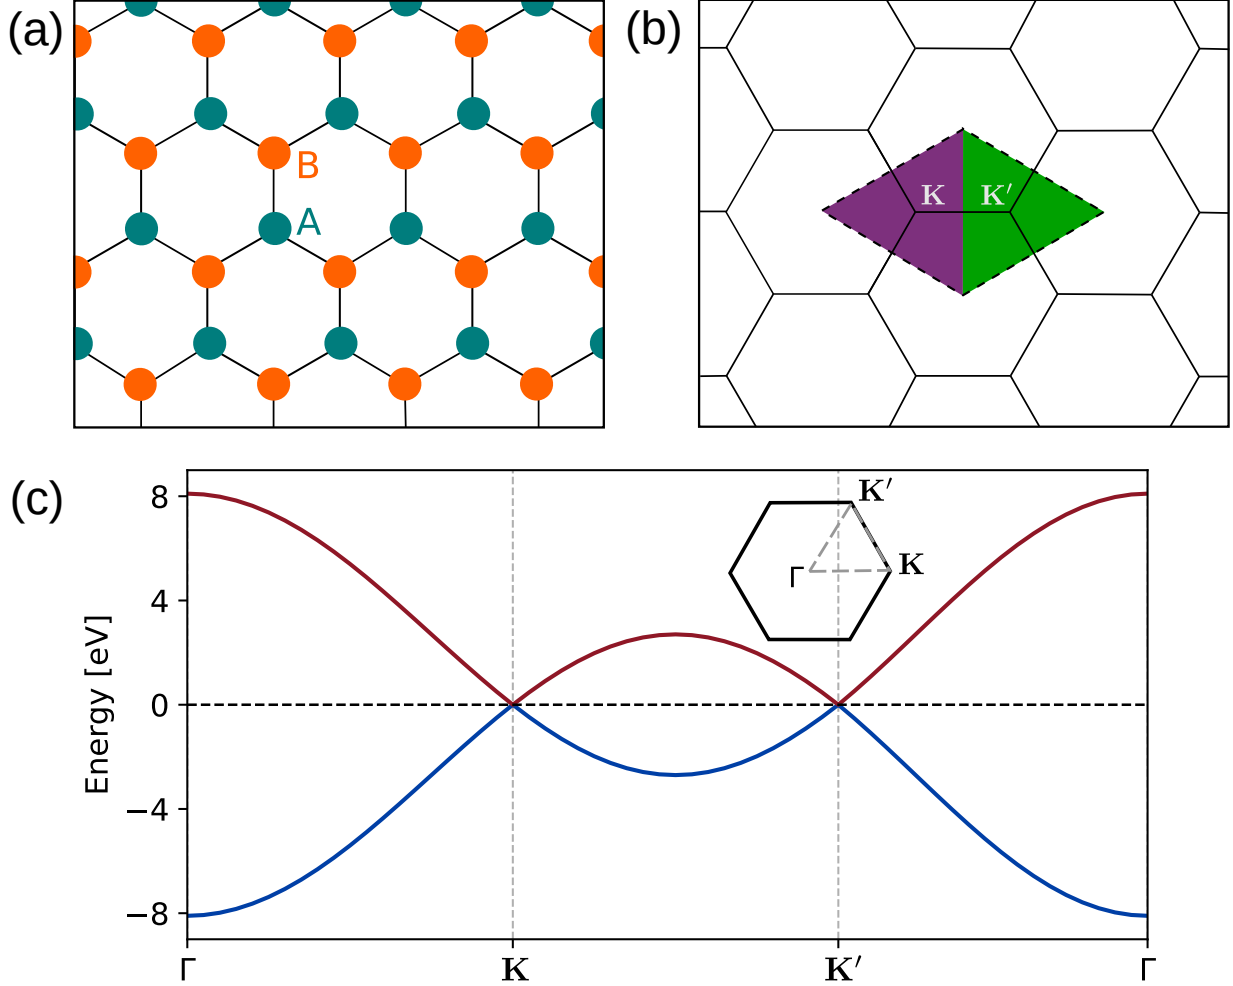 (a)
B
A
(b)
K K′
(c)
Energy [eV]
8
4
0
−4
−8
K′
Γ
K
Γ K K′ Γ